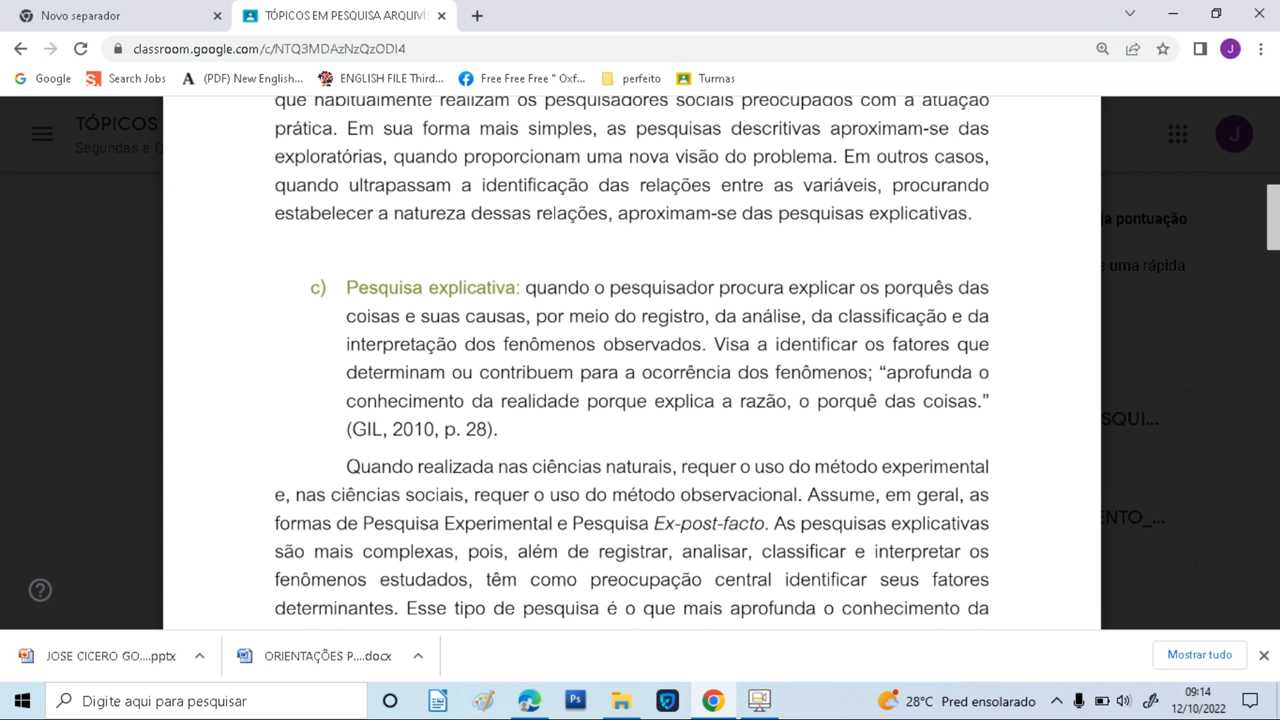 Novo separador
TÓPICOS EM PESQUISA ARQUIVÍS
classroom.google.com/c/NTQ3MDAzNzQzODI4
Google Search Jobs (PDF) New English... ENGLISH FILE Third... Free Free Free " Oxf... perfeito Turmas
TÓPICOS
Segundas e Q
J
que habitualmente realizam os pesquisadores sociais preocupados com a atuação
prática. Em sua forma mais simples, as pesquisas descritivas aproximam-se das
exploratórias, quando proporcionam uma nova visão do problema. Em outros casos,
quando ultrapassam a identificação das relações entre as variáveis, procurando
estabelecer a natureza dessas relações, aproximam-se das pesquisas explicativas.
ja pontuação
s uma rápida
c) Pesquisa explicativa: quando o pesquisador procura explicar os porquês das
coisas e suas causas, por meio do registro, da análise, da classificação e da
interpretação dos fenômenos observados. Visa a identificar os fatores que
determinam ou contribuem para a ocorrência dos fenômenos; “aprofunda o
conhecimento da realidade porque explica a razão, o porquê das coisas.”
(GIL, 2010, p. 28).
ESQUI...
Quando realizada nas ciências naturais, requer o uso do método experimental
e, nas ciências sociais, requer o uso do método observacional. Assume, em geral, as
formas de Pesquisa Experimental e Pesquisa Ex-post-facto. As pesquisas explicativas
são mais complexas, pois, além de registrar, analisar, classificar e interpretar os
fenômenos estudados, têm como preocupação central identificar seus fatores
determinantes. Esse tipo de pesquisa é o que mais aprofunda o conhecimento da
ENTO_...
JOSE CICERO GO....pptx
ORIENTAÇÕES P....docx
Mostrar tudo
Digite aqui para pesquisar
28°C Pred ensolarado
09:14
12/10/2022